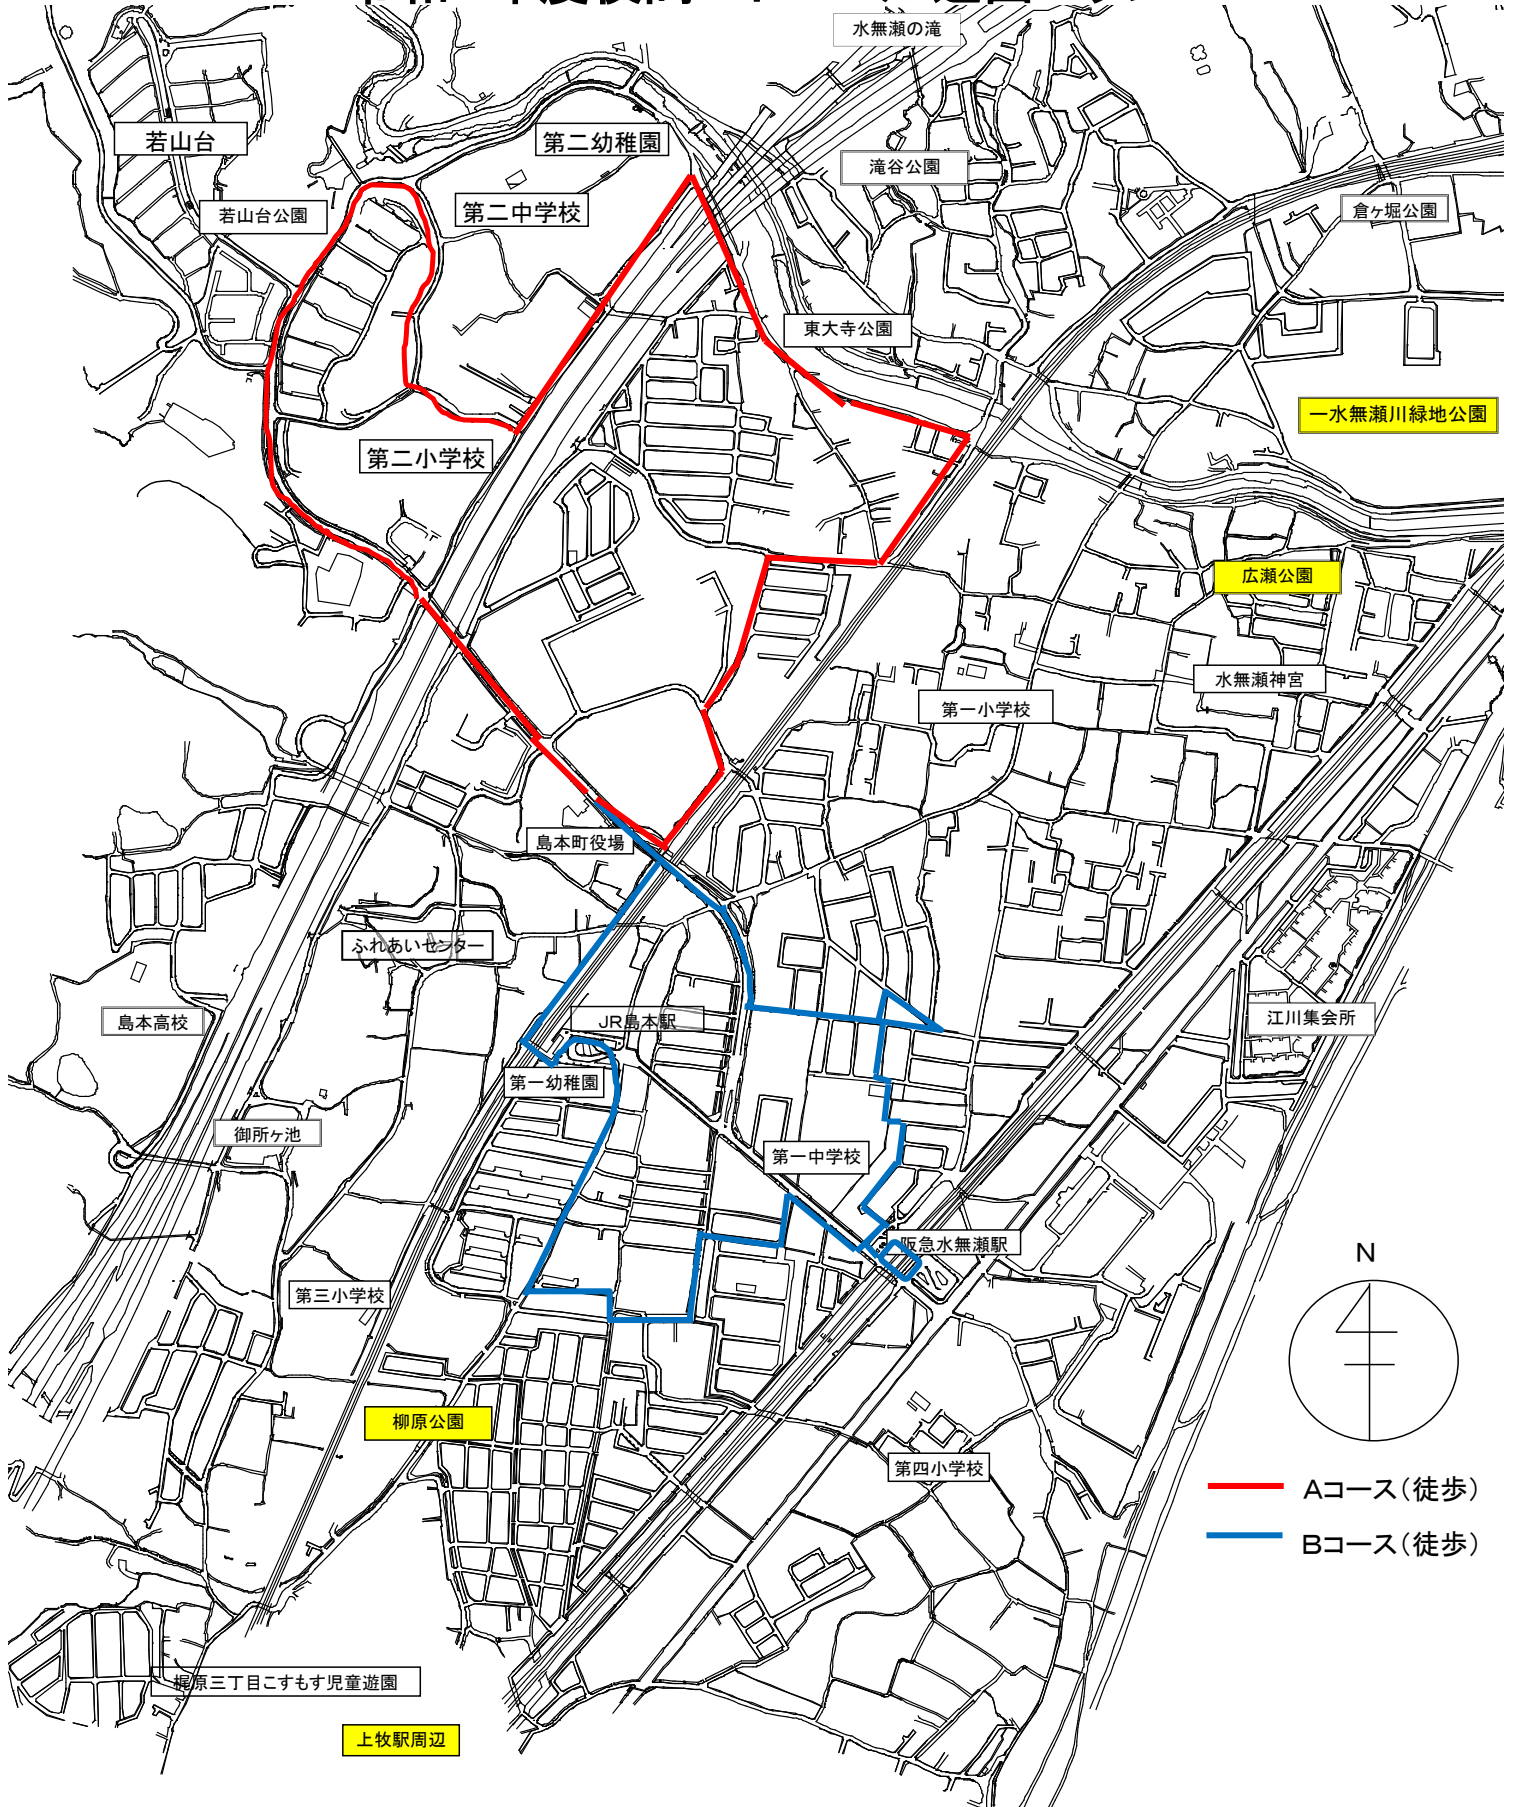 水無瀬の滝
若山台
第二幼稚園
滝谷公園
若山台公園
第二中学校
倉ヶ堀公園
東大寺公園
一水無瀬川緑地公園
第二小学校
広瀬公園
水無瀬神宮
第一小学校
島本町役場
ふれあいセンター
島本高校
JR島本駅
江川集会所
第一幼稚園
御所ヶ池
第一中学校
阪急水無瀬駅
N
第三小学校
柳原公園
第四小学校
Aコース（徒歩）
Bコース（徒歩）
梶原三丁目こすもす児童遊園
上牧駅周辺